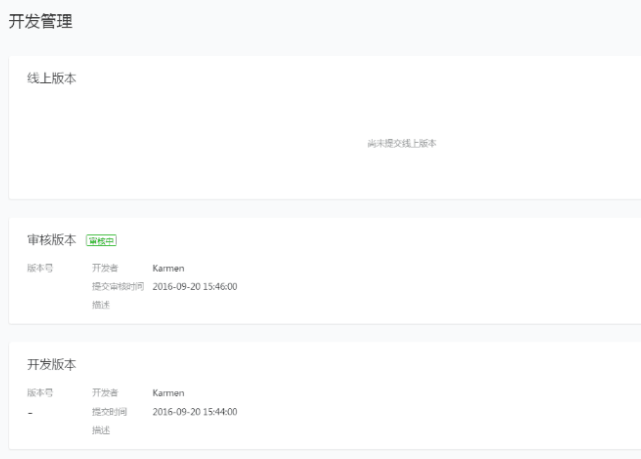 开发管理
线上版本
尚未提交线上版本
审核版本 审核中
版本号 开发者 Karmen
提交审核时间 2016-09-20 15:46:00
描述
开发版本
版本号 开发者 Karmen
- 提交时间 2016-09-20 15:44:00
描述